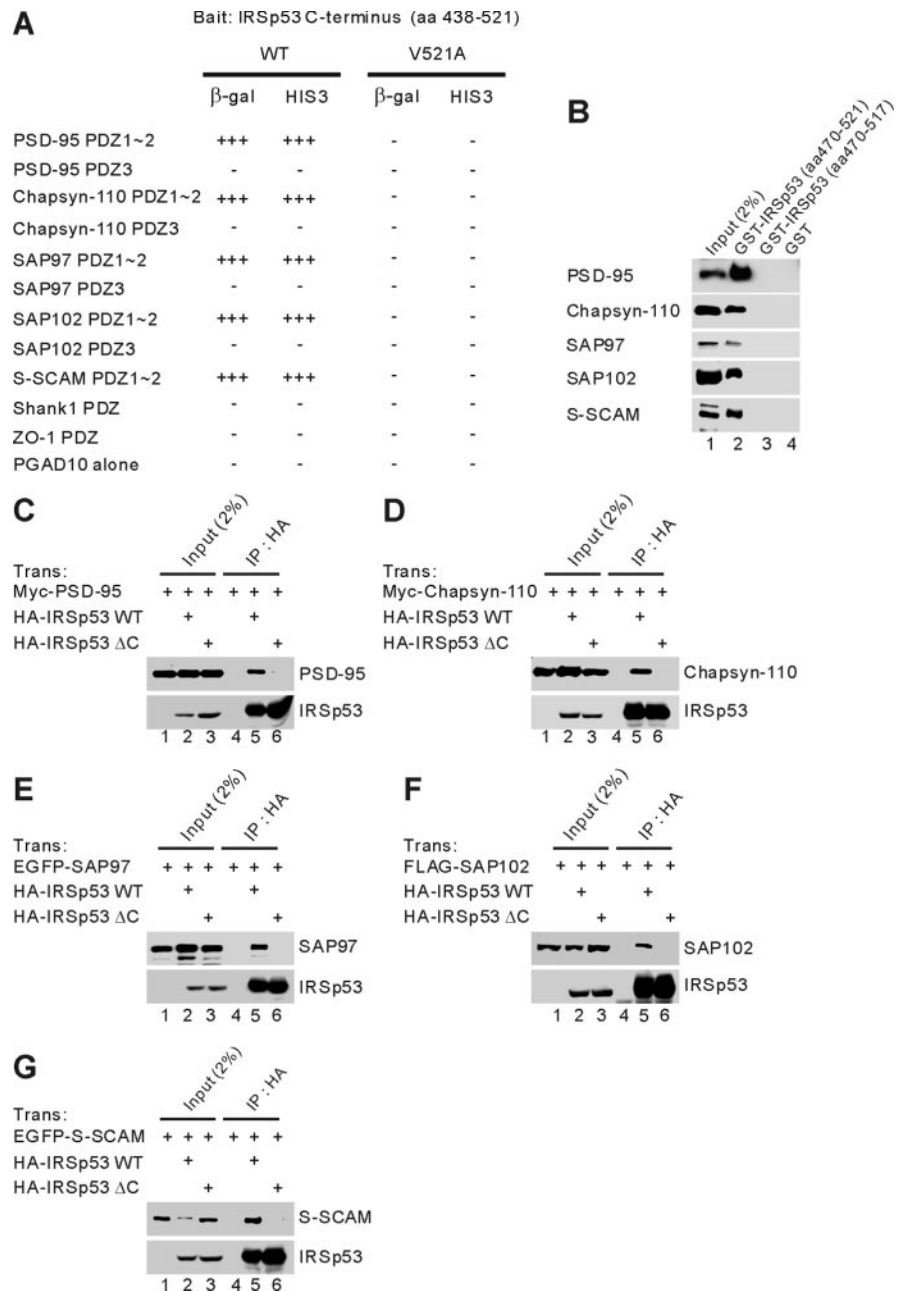 A
Bait: IRSp53 C-terminus (aa 438-521)
WT V521A
β-gal HIS3 β-gal HIS3
PSD-95 PDZ1~2 +++ +++ - -
PSD-95 PDZ3 - - - -
Chapsyn-110 PDZ1~2 +++ +++ - -
Chapsyn-110 PDZ3 - - - -
SAP97 PDZ1~2 +++ +++ - -
SAP97 PDZ3 - - - -
SAP102 PDZ1~2 +++ +++ - -
SAP102 PDZ3 - - - -
S-SCAM PDZ1~2 +++ +++ - -
Shank1 PDZ - - - -
ZO-1 PDZ - - - -
PGAD10 alone - - - -
B
Input (2%)
GST-IRSp53 (aa470-521)
GST-IRSp53 (aa470-517)
GST
PSD-95
Chapsyn-110
SAP97
SAP102
S-SCAM
1 2 3 4
C
Input (2%) IP : HA
Trans:
Myc-PSD-95 + + + + + +
HA-IRSp53 WT + +
HA-IRSp53 ΔC + +
PSD-95
IRSp53
1 2 3 4 5 6
D
Input (2%) IP : HA
Trans:
Myc-Chapsyn-110 + + + + + +
HA-IRSp53 WT + +
HA-IRSp53 ΔC + +
Chapsyn-110
IRSp53
1 2 3 4 5 6
E
Input (2%) IP : HA
Trans:
EGFP-SAP97 + + + + + +
HA-IRSp53 WT + +
HA-IRSp53 ΔC + +
SAP97
IRSp53
1 2 3 4 5 6
F
Input (2%) IP : HA
Trans:
FLAG-SAP102 + + + + + +
HA-IRSp53 WT + +
HA-IRSp53 ΔC + +
SAP102
IRSp53
1 2 3 4 5 6
G
Input (2%) IP : HA
Trans:
EGFP-S-SCAM + + + + + +
HA-IRSp53 WT + +
HA-IRSp53 ΔC + +
S-SCAM
IRSp53
1 2 3 4 5 6